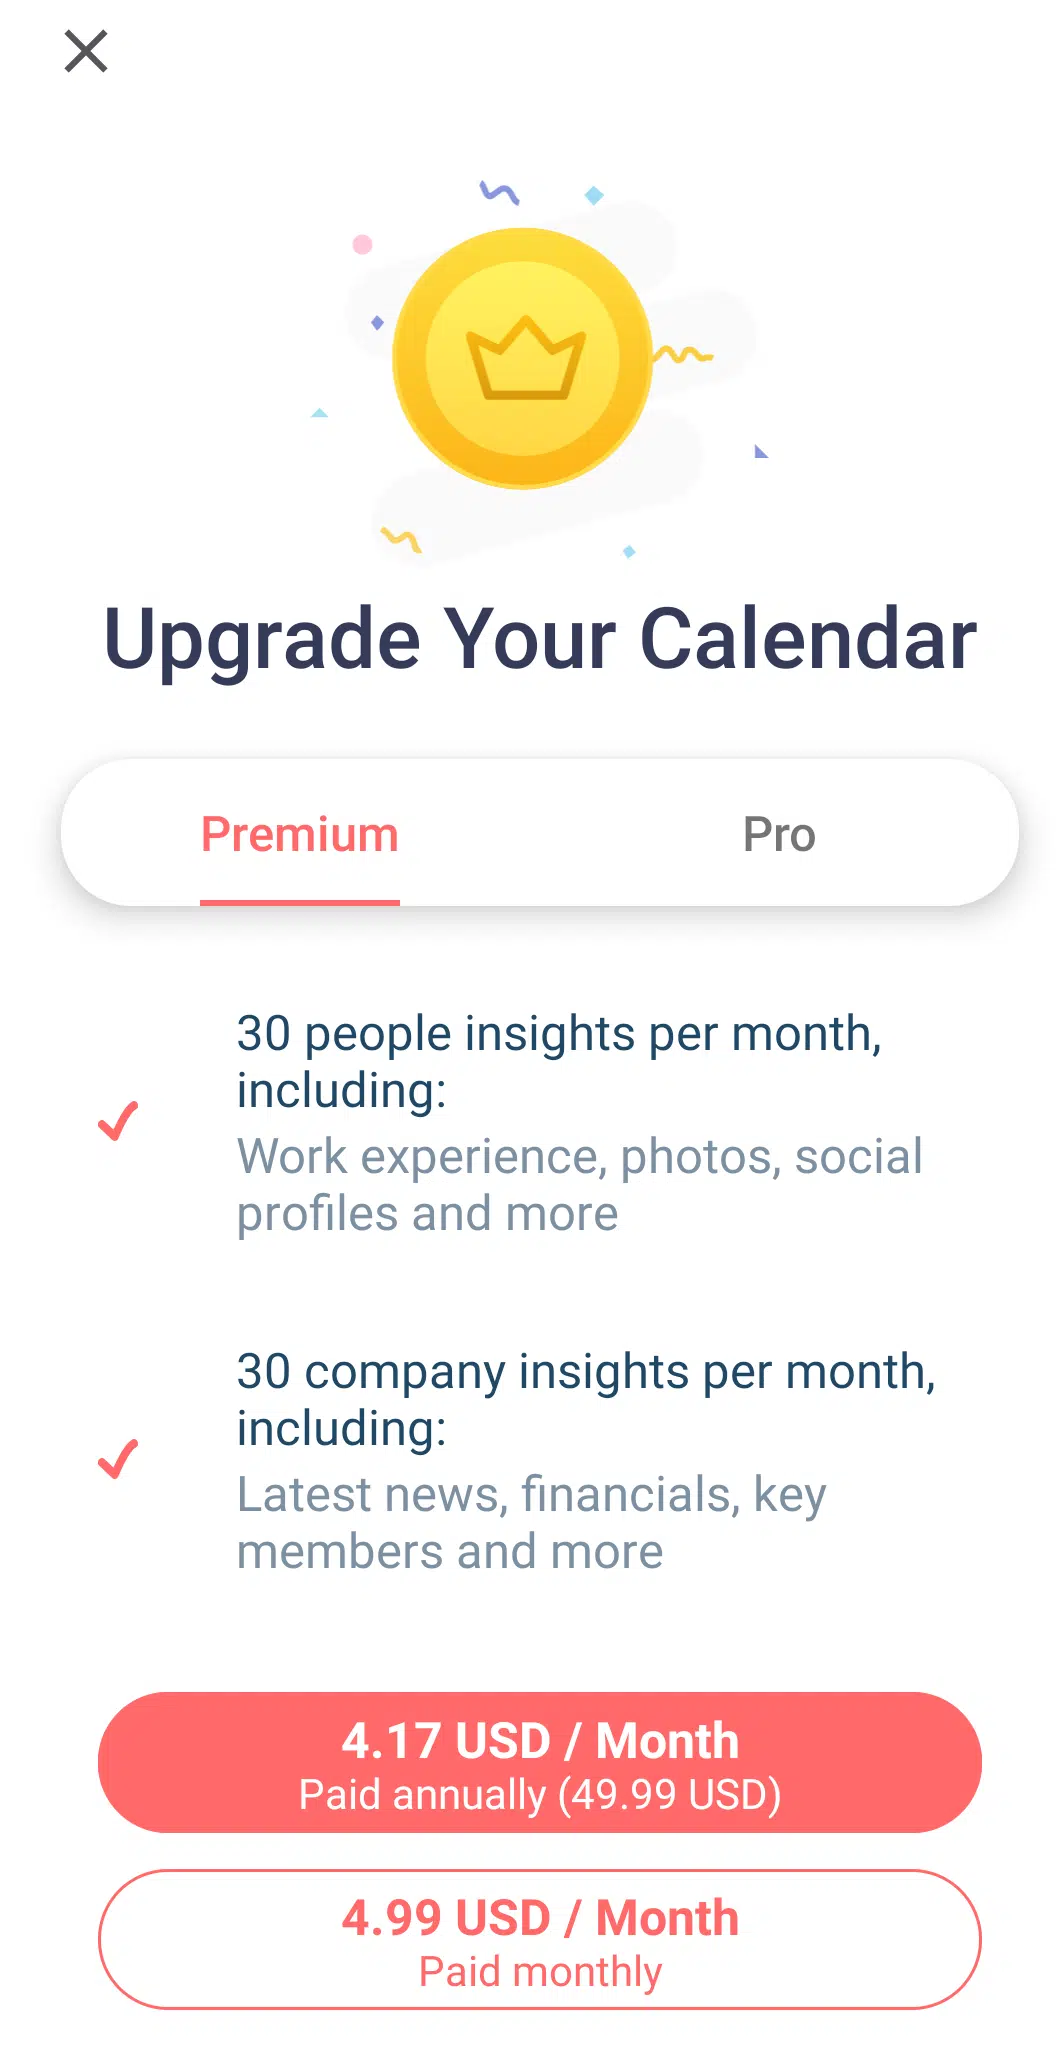 Upgrade Your Calendar
Premium
Pro
30 people insights per month,
including:
Work experience, photos, social
profiles and more
30 company insights per month,
including:
Latest news, financials, key
members and more
4.17 USD / Month
Paid annually (49.99 USD)
4.99 USD / Month
Paid monthly